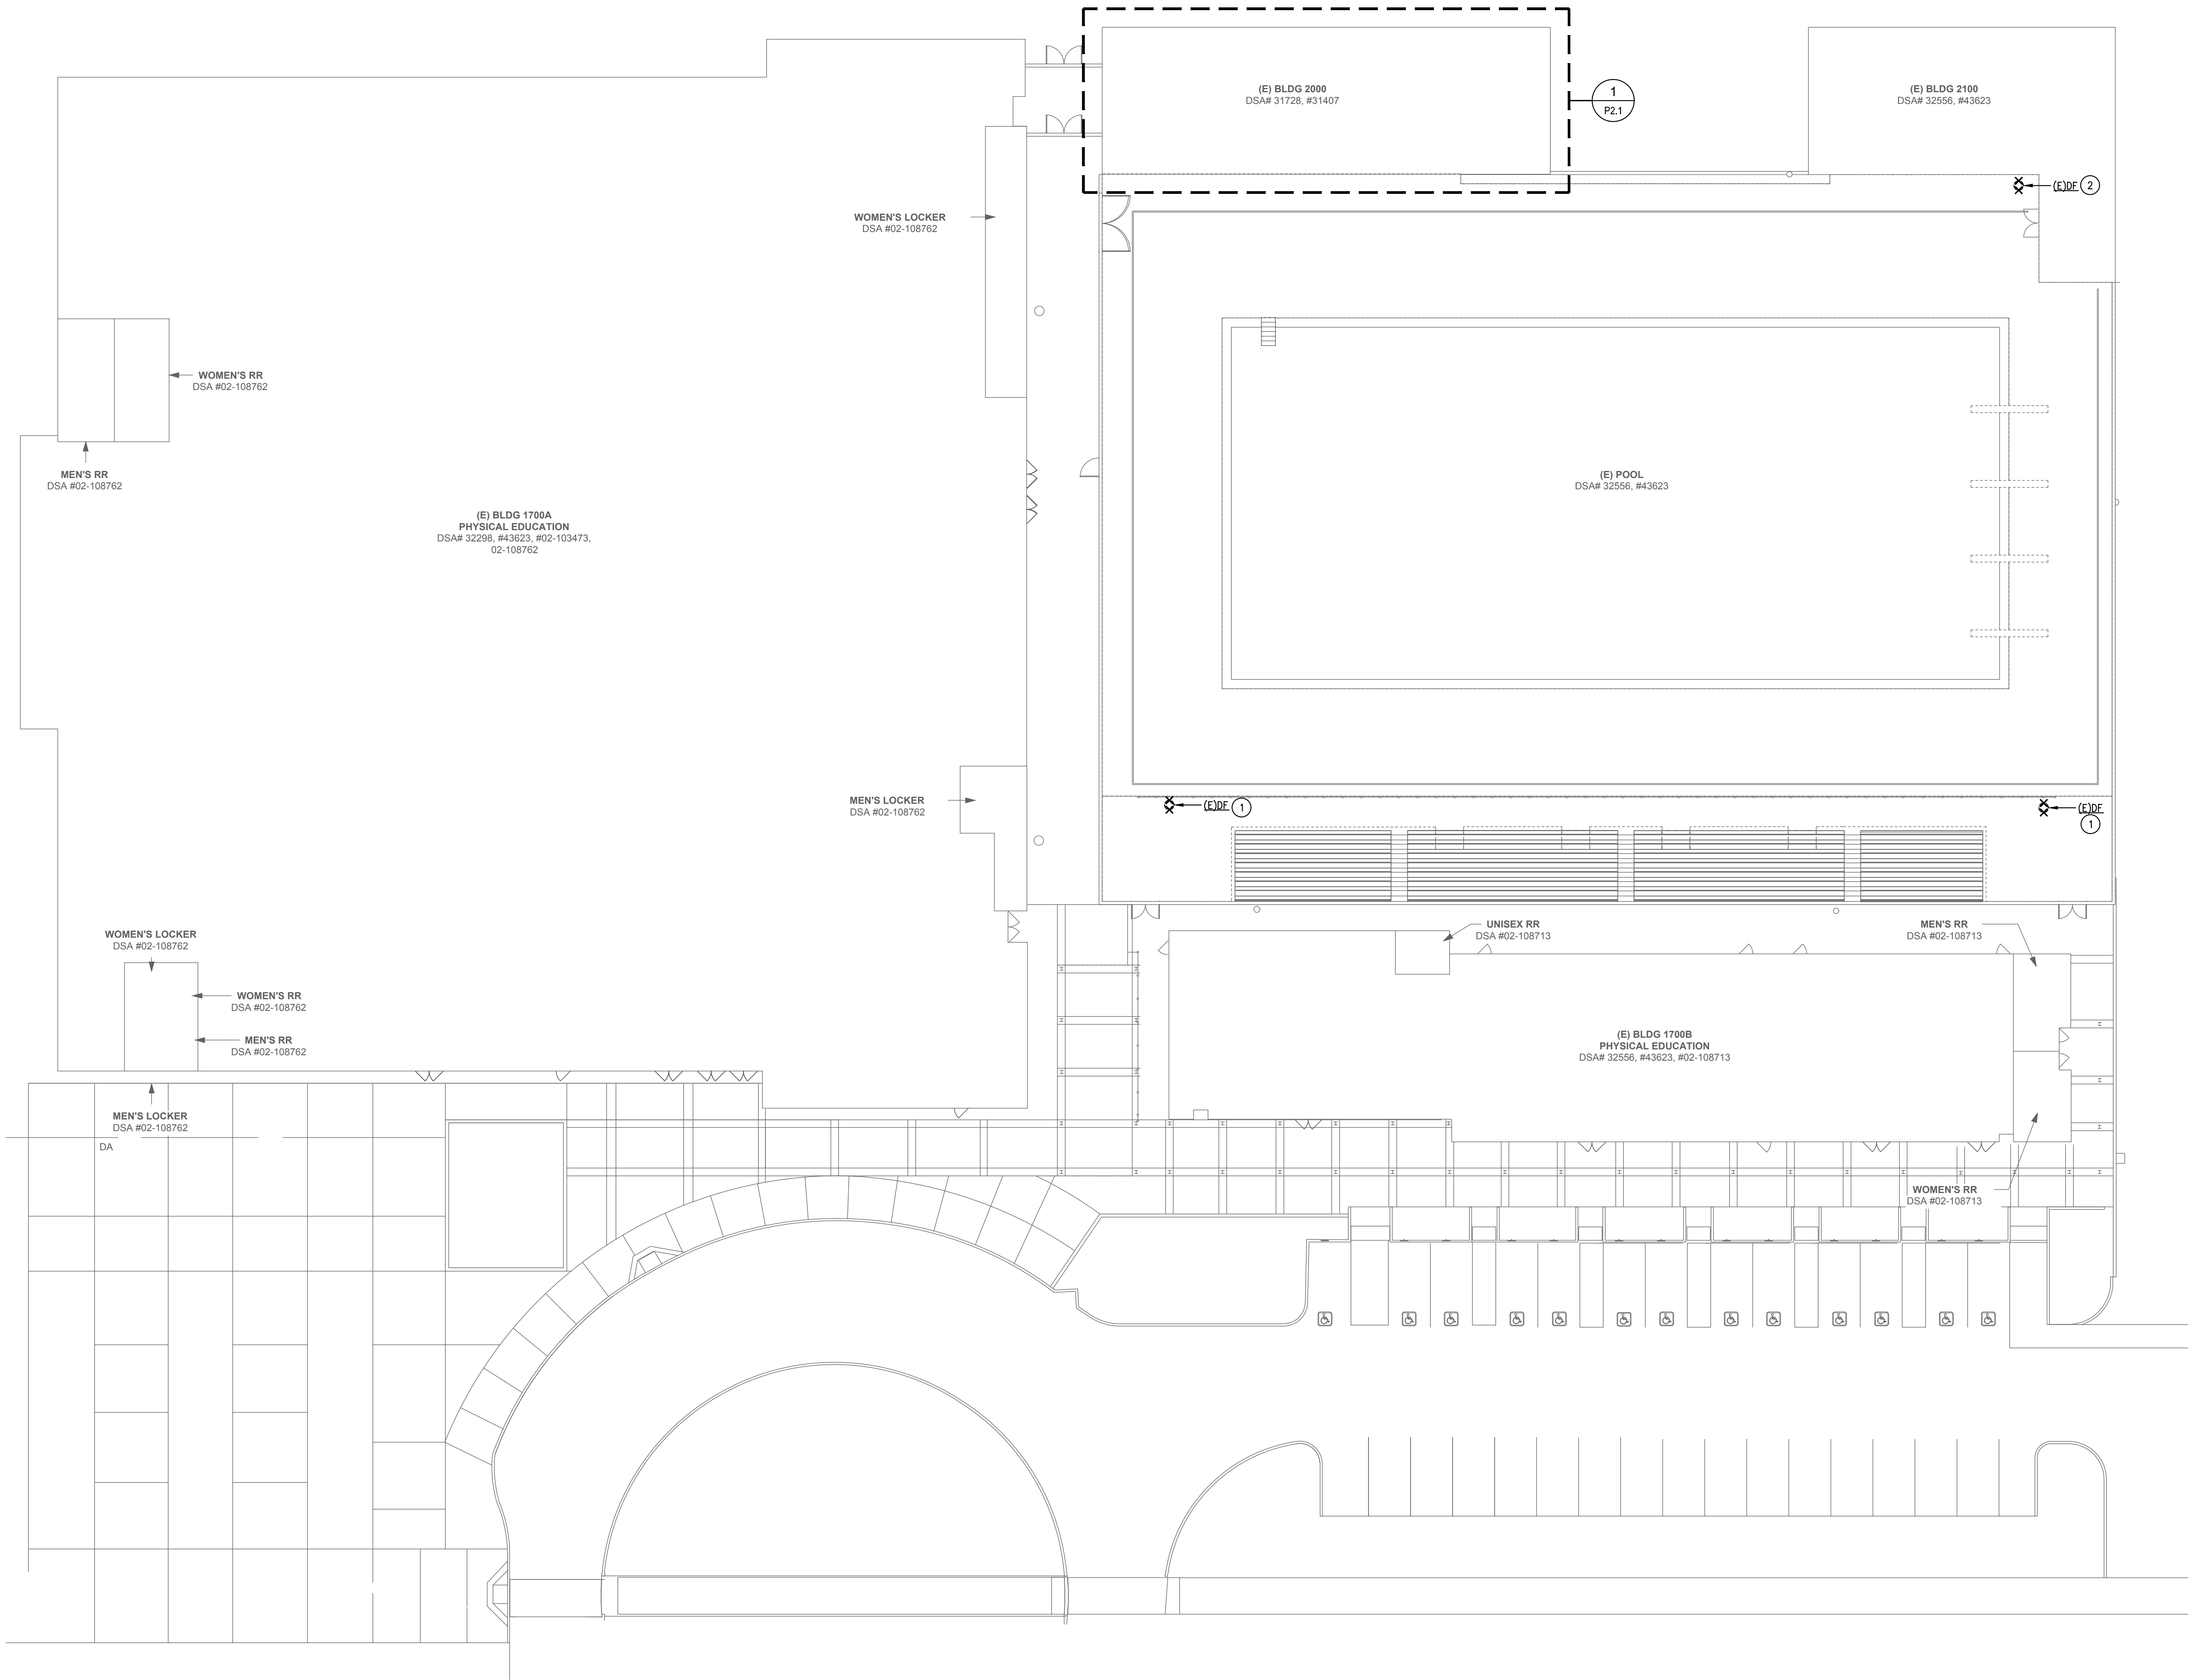 (E) BLDG 2000
DSA# 31728, #31407
1
P2.1
(E) BLDG 2100
DSA# 32556, #43623
(E)DF 2
WOMEN'S LOCKER
DSA #02-108762
WOMEN'S RR
DSA #02-108762
MEN'S RR
DSA #02-108762
(E) POOL
DSA# 32556, #43623
(E) BLDG 1700A
PHYSICAL EDUCATION
DSA# 32298, #43623, #02-103473,
02-108762
MEN'S LOCKER
DSA #02-108762
(E)DF 1
(E)DF
1
WOMEN'S LOCKER
DSA #02-108762
WOMEN'S RR
DSA #02-108762
MEN'S RR
DSA #02-108762
UNISEX RR
DSA #02-108713
MEN'S RR
DSA #02-108713
(E) BLDG 1700B
PHYSICAL EDUCATION
DSA# 32556, #43623, #02-108713
MEN'S LOCKER
DSA #02-108762
DA
WOMEN'S RR
DSA #02-108713